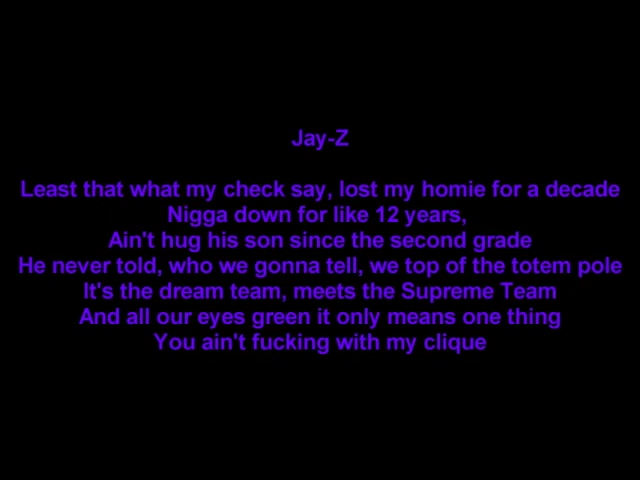 Jay-Z
Least that what my check say, lost my homie for a decade
Nigga down for like 12 years,
Ain't hug his son since the second grade
He never told, who we gonna tell, we top of the totem pole
It's the dream team, meets the Supreme Team
And all our eyes green it only means one thing
You ain't fucking with my clique